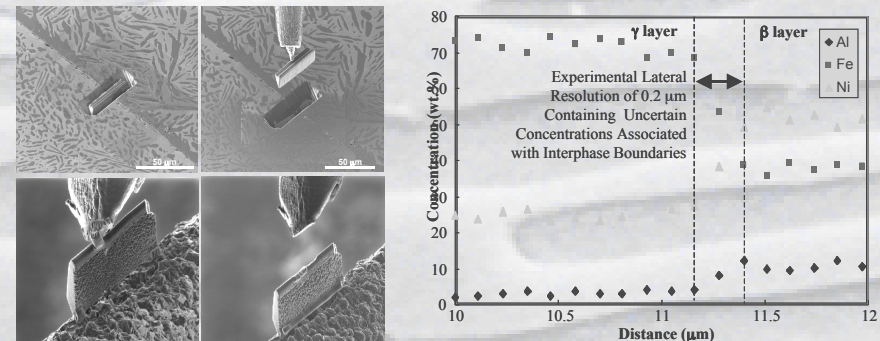 50 µm
50 µm
80
70
60
50
40
30
20
10
0
Concentration (wt.%)
γ layer
β layer
Al
Fe
Ni
Experimental Lateral
Resolution of 0.2 µm
Containing Uncertain
Concentrations Associated
with Interphase Boundaries
10
10.5
11
11.5
12
Distance (µm)